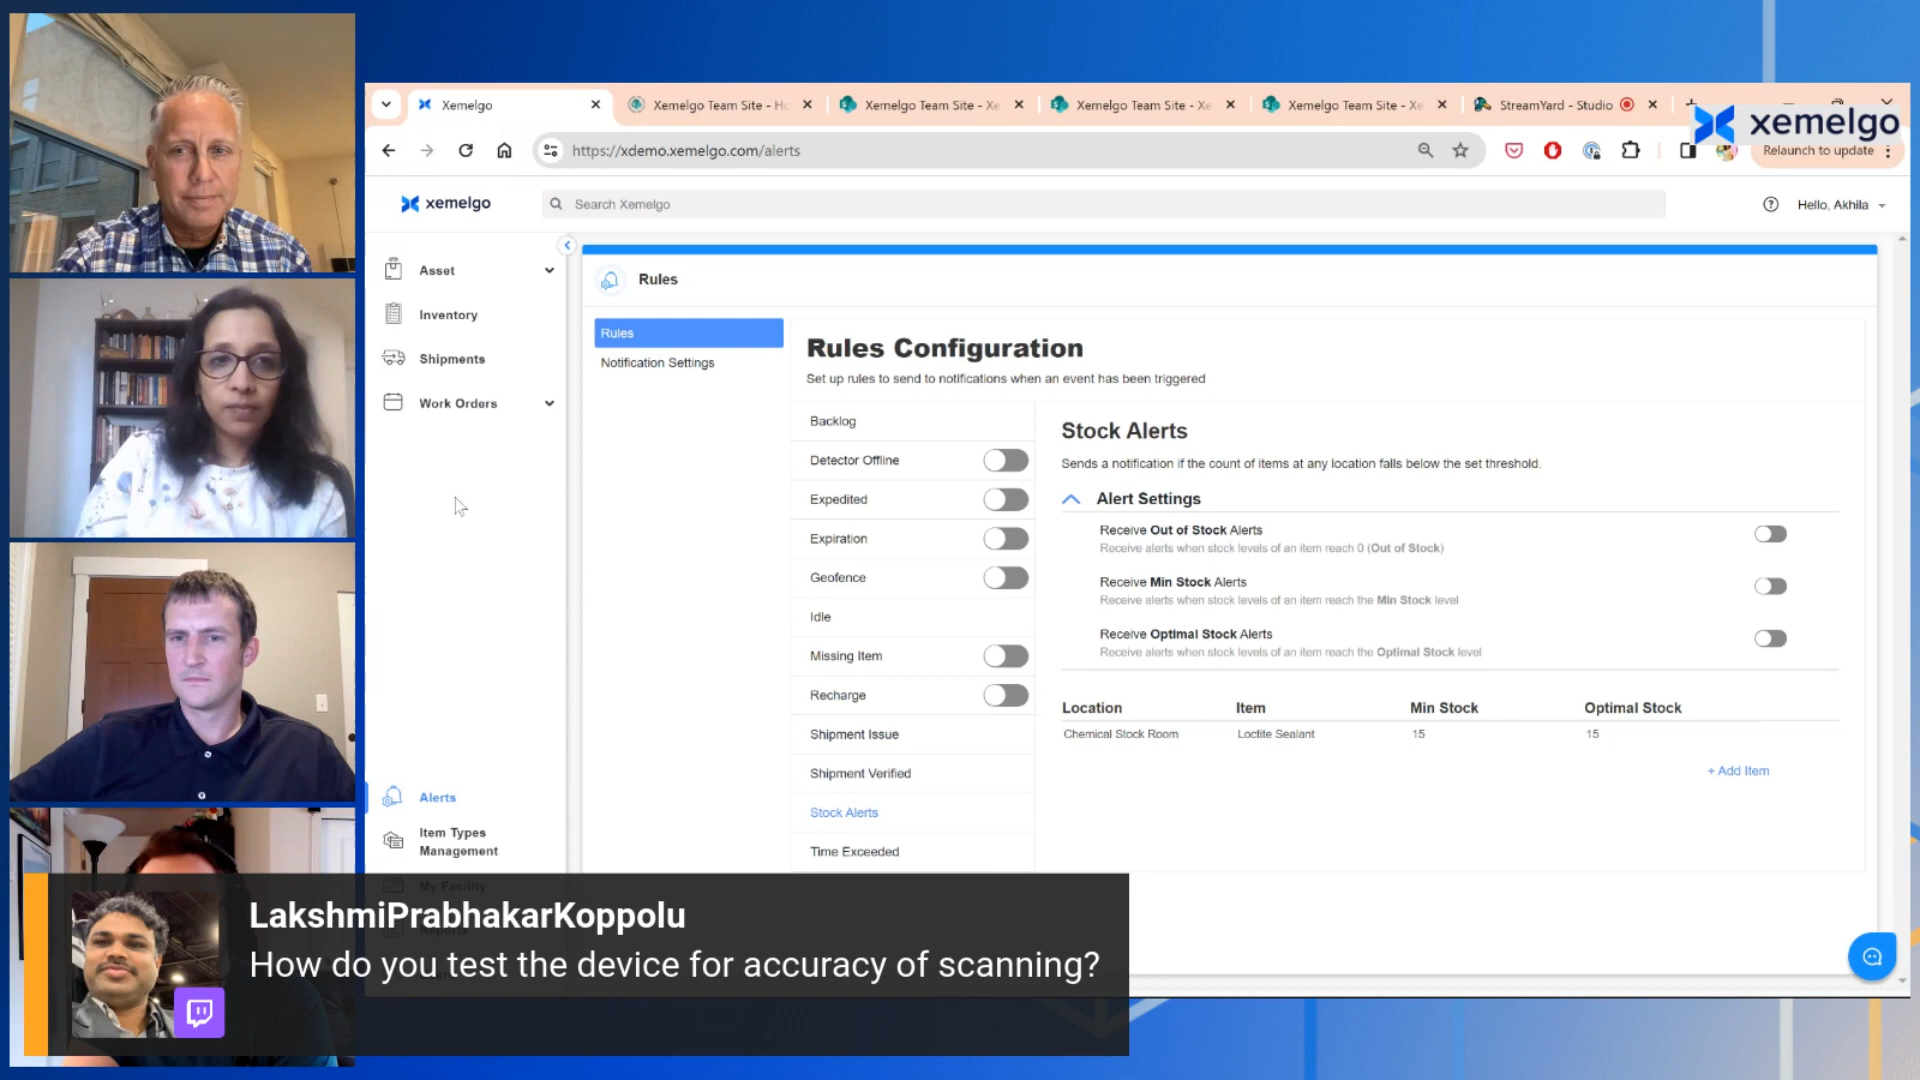 Xemelgo
Xemelgo Team Site - Ho
Xemelgo Team Site - Xe
Xemelgo Team Site - Xe
Xemelgo Team Site - Xe
StreamYard - Studio
xemelgo
https://xdemo.xemelgo.com/alerts
Relaunch to update
xemelgo
Search Xemelgo
Hello, Akhila
Asset
Inventory
Shipments
Work Orders
Alerts
Item Types
Management
My Facility
Reports
Rules
Rules
Notification Settings
Rules Configuration
Set up rules to send to notifications when an event has been triggered
Backlog
Detector Offline
Expedited
Expiration
Geofence
Idle
Missing Item
Recharge
Shipment Issue
Shipment Verified
Stock Alerts
Time Exceeded
Stock Alerts
Sends a notification if the count of items at any location falls below the set threshold.
Alert Settings
Receive Out of Stock Alerts
Receive alerts when stock levels of an item reach 0 (Out of Stock)
Receive Min Stock Alerts
Receive alerts when stock levels of an item reach the Min Stock level
Receive Optimal Stock Alerts
Receive alerts when stock levels of an item reach the Optimal Stock level
Location Item Min Stock Optimal Stock
Chemical Stock Room Loctite Sealant 15 15
+ Add Item
LakshmiPrabhakarKoppolu
How do you test the device for accuracy of scanning?